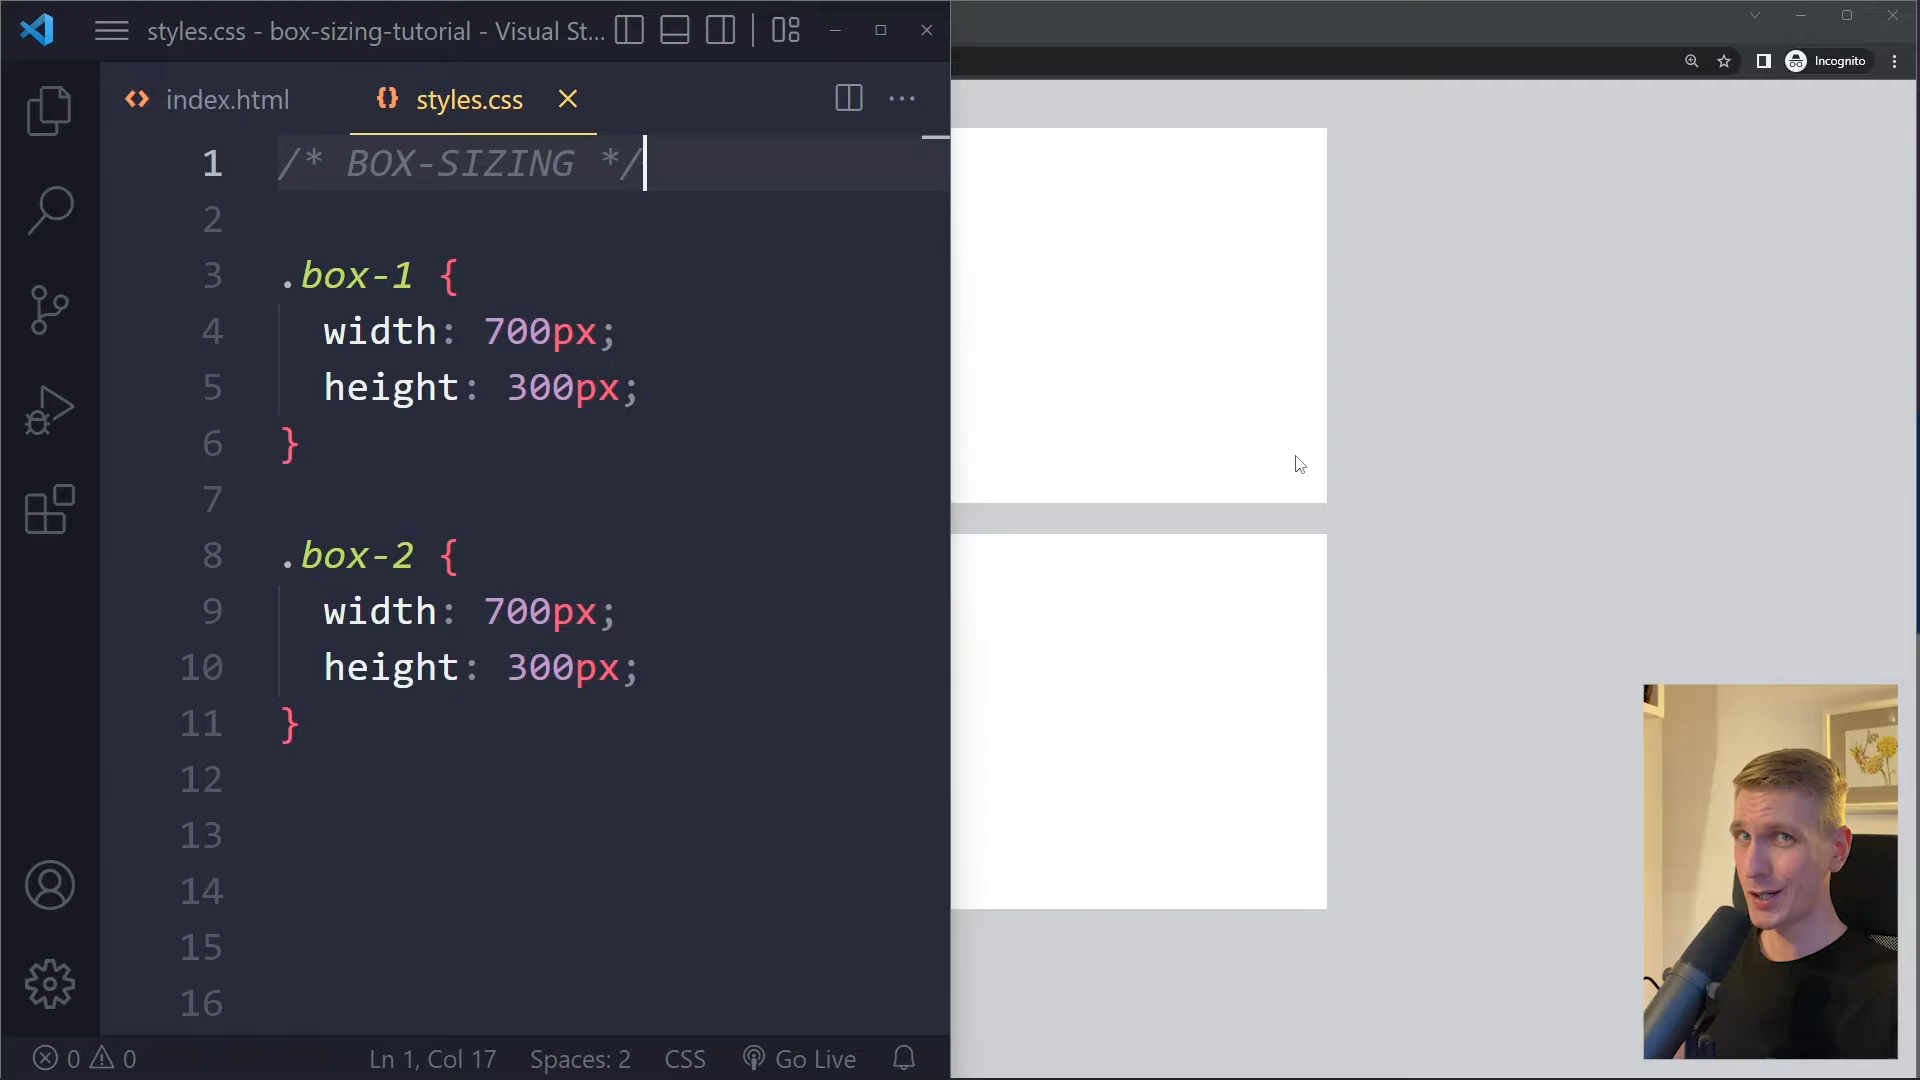 styles.css - box-sizing-tutorial - Visual St...
Incognito
index.html
styles.css
1 /* BOX-SIZING */
2
3 .box-1 {
4 width: 700px;
5 height: 300px;
6 }
7
8 .box-2 {
9 width: 700px;
10 height: 300px;
11 }
12
13
14
15
16
0 0 Ln 1, Col 17 Spaces: 2 CSS Go Live